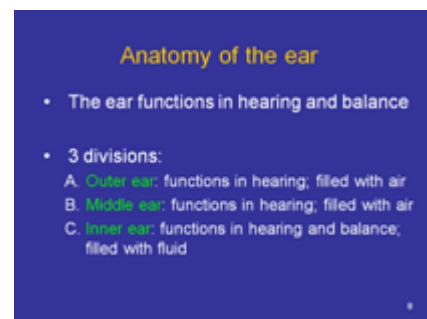 Anatomy of the ear
• The ear functions in hearing and balance
• 3 divisions:
A. Outer ear: functions in hearing; filled with air
B. Middle ear: functions in hearing; filled with air
C. Inner ear: functions in hearing and balance;
filled with fluid